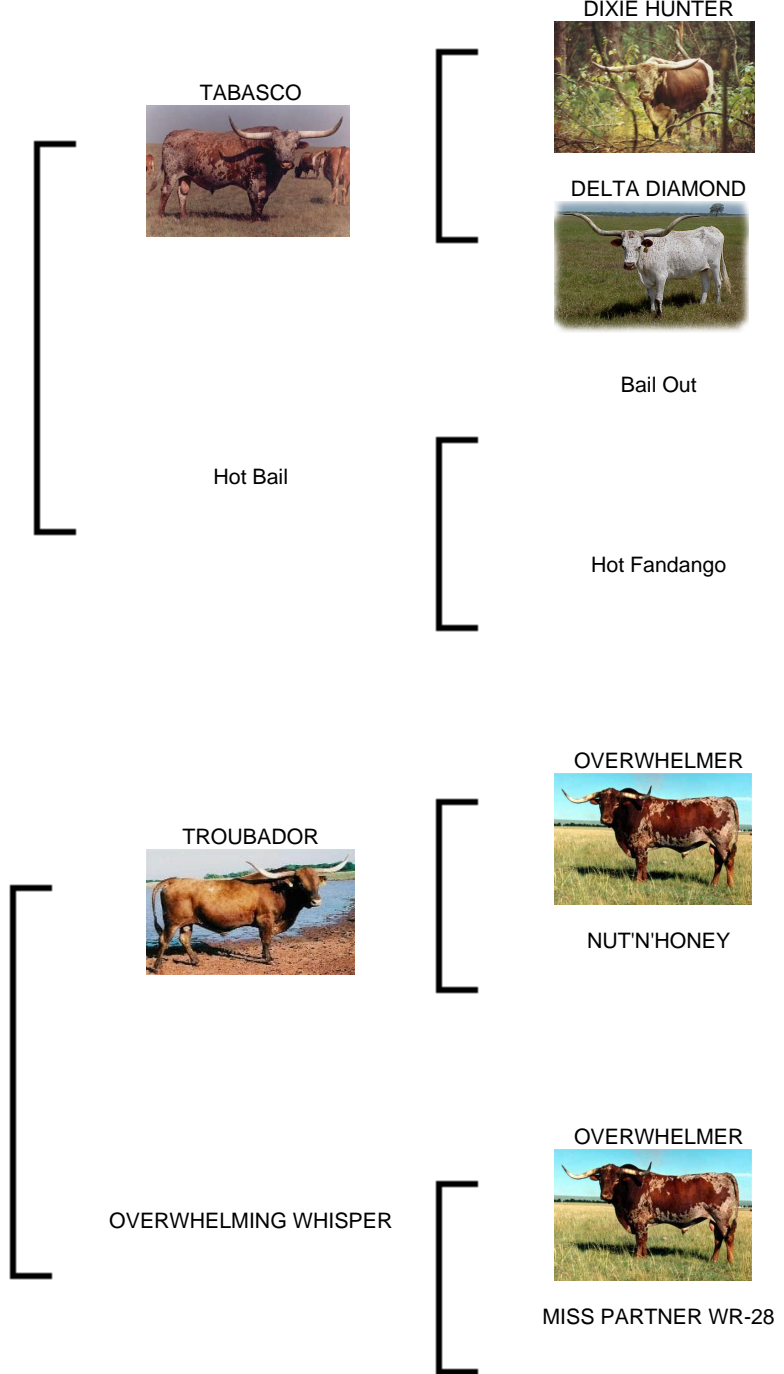 DIXIE HUNTER
TABASCO
DELTA DIAMOND
Bail Out
Hot Bail
Hot Fandango
OVERWHELMER
TROUBADOR
NUT'N'HONEY
OVERWHELMER
OVERWHELMING WHISPER
MISS PARTNER WR-28